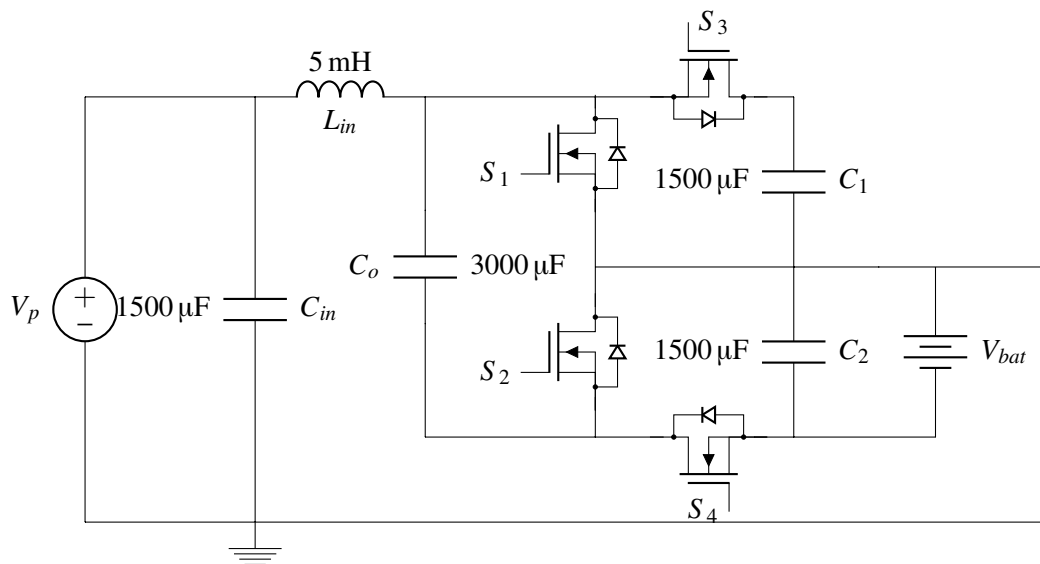 S3
5 mH
Lin
S1
1500 µF
C1
Co
3000 µF
Vp
+
−
1500 µF
Cin
S2
1500 µF
C2
Vbat
S4